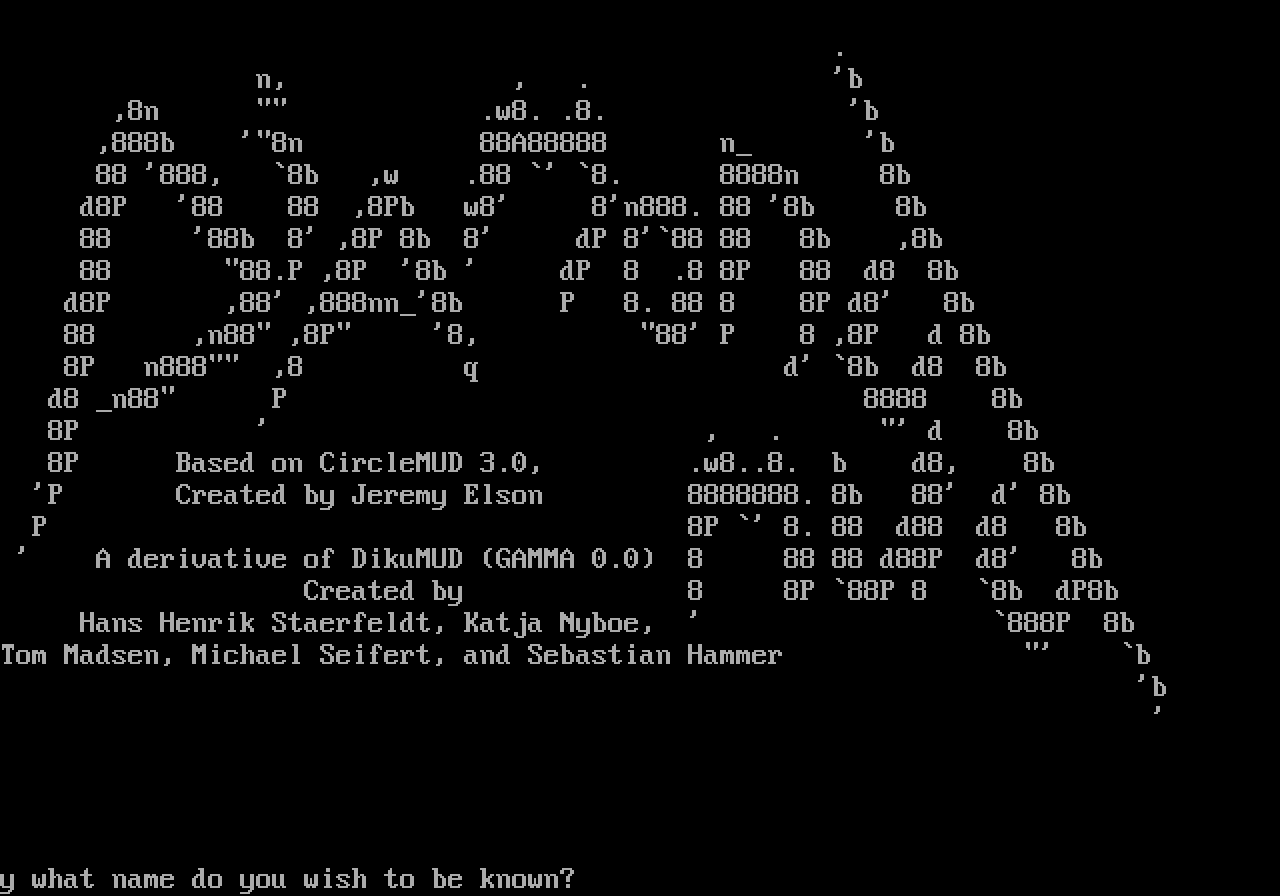 Based on CircleMUD 3.0,
Created by Jeremy Elson
A derivative of DikuMUD (GAMMA 0.0)
Created by
Hans Henrik Staerfeldt, Katja Nyboe,
Tom Madsen, Michael Seifert, and Sebastian Hammer
y what name do you wish to be known?